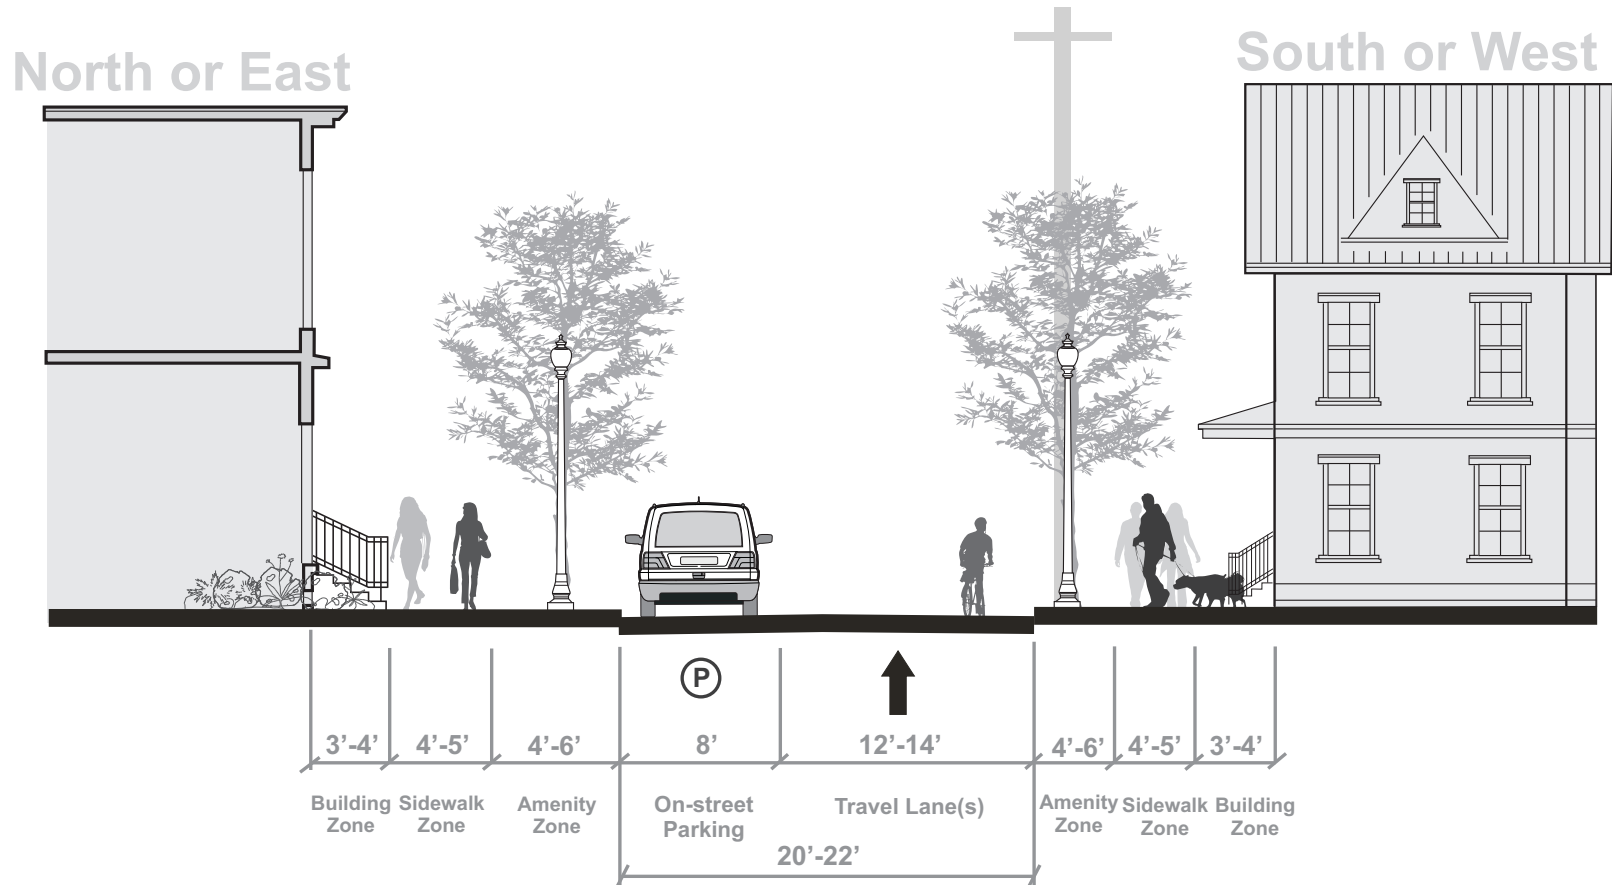 North or East
South or West
P
3’-4’
4’-5’
4’-6’
8’
12’-14’
4’-6’
4’-5’
3’-4’
Building
Zone
Sidewalk
Zone
Amenity
Zone
On-street
Parking
Travel Lane(s)
Amenity
Zone
Sidewalk
Zone
Building
Zone
20’-22’